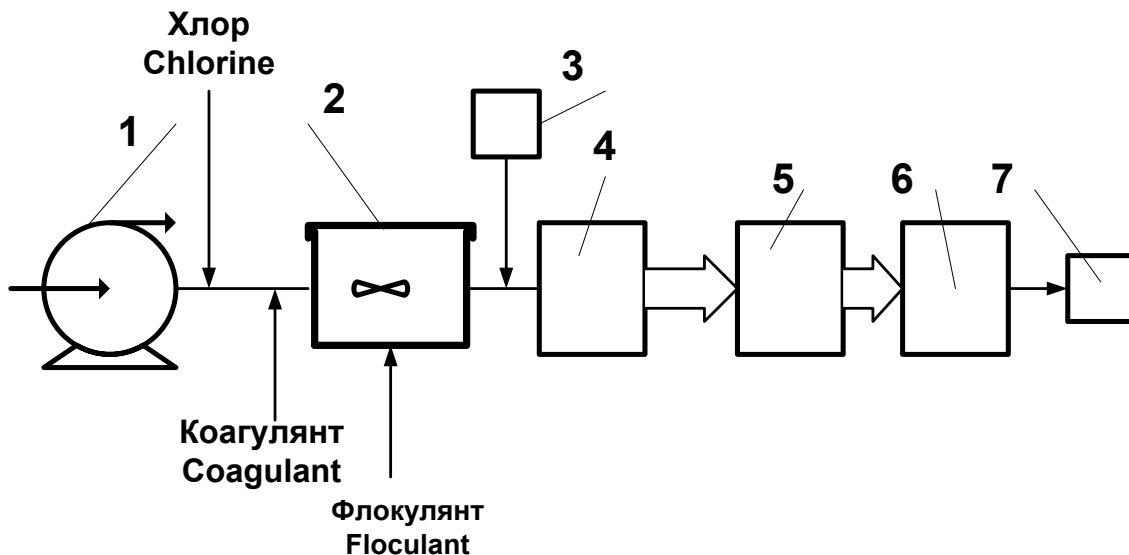 Хлор
Chlorine
1
2
3
4
5
6
7
Коагулянт
Coagulant
Флокулянт
Floculant